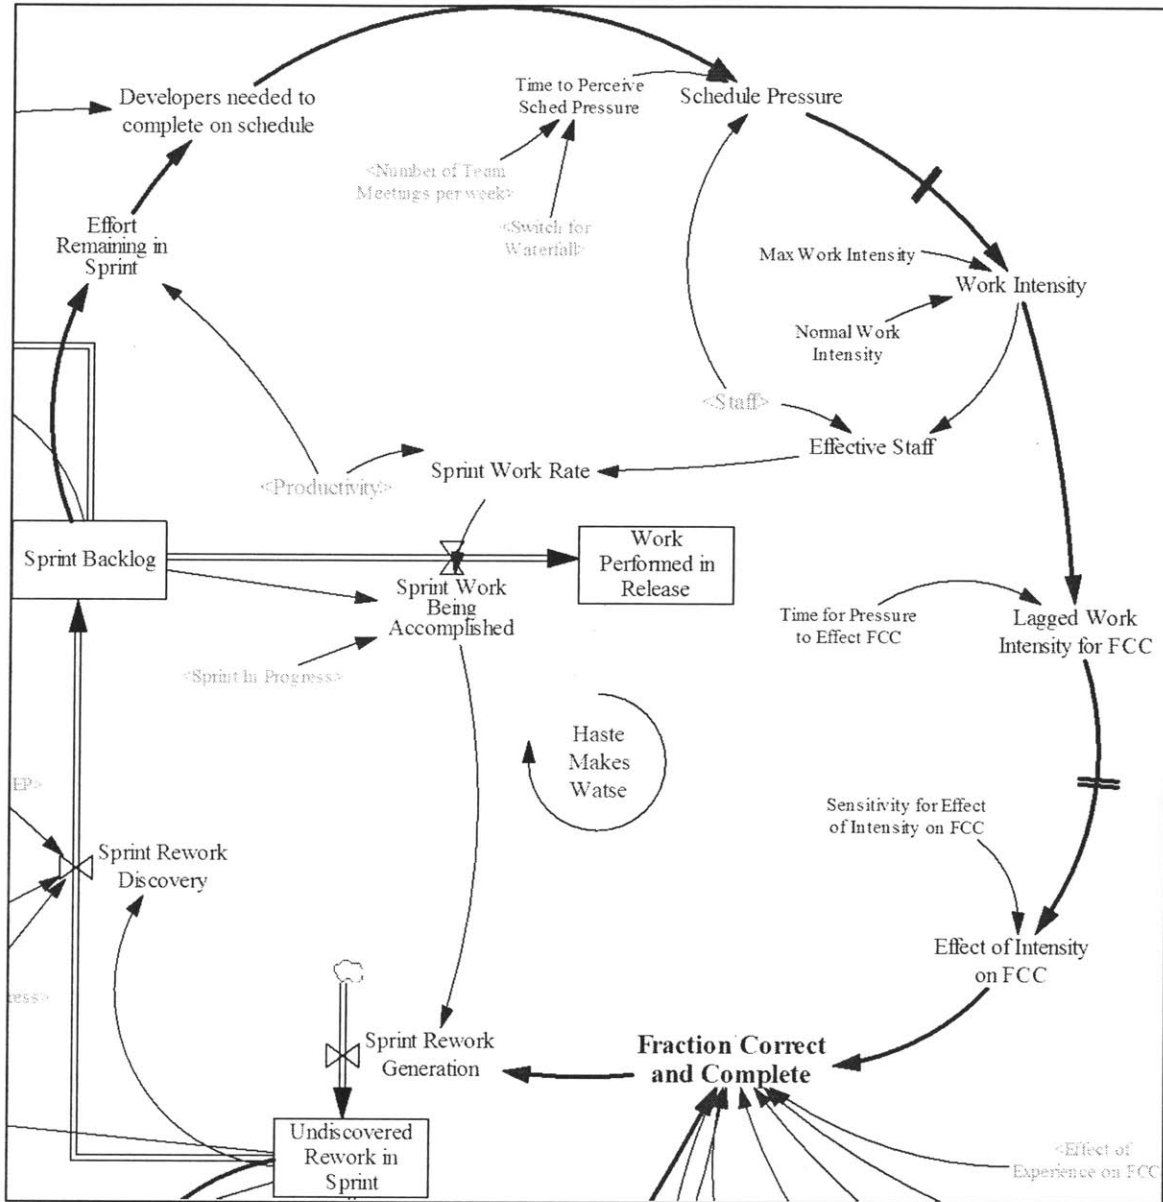 Developers needed to
complete on schedule
Time to Perceive
Sched Pressure
Schedule Pressure
<Number of Team
Meetings per week>
<Switch for
Waterfall>
Effort
Remaining in
Sprint
Max Work Intensity
Work Intensity
Normal Work
Intensity
<Staff>
Effective Staff
Sprint Work Rate
<Productivity>
Sprint Backlog
Work
Performed in
Release
Sprint Work
Being
Accomplished
Time for Pressure
to Effect FCC
Lagged Work
Intensity for FCC
<Sprint In Progress>
Haste
Makes
Watse
EP>
Sensitivity for Effect
of Intensity on FCC
Sprint Rework
Discovery
Effect of Intensity
on FCC
ress>
Sprint Rework
Generation
Fraction Correct
and Complete
Undiscovered
Rework in
Sprint
<Effect of
Experience on FCC